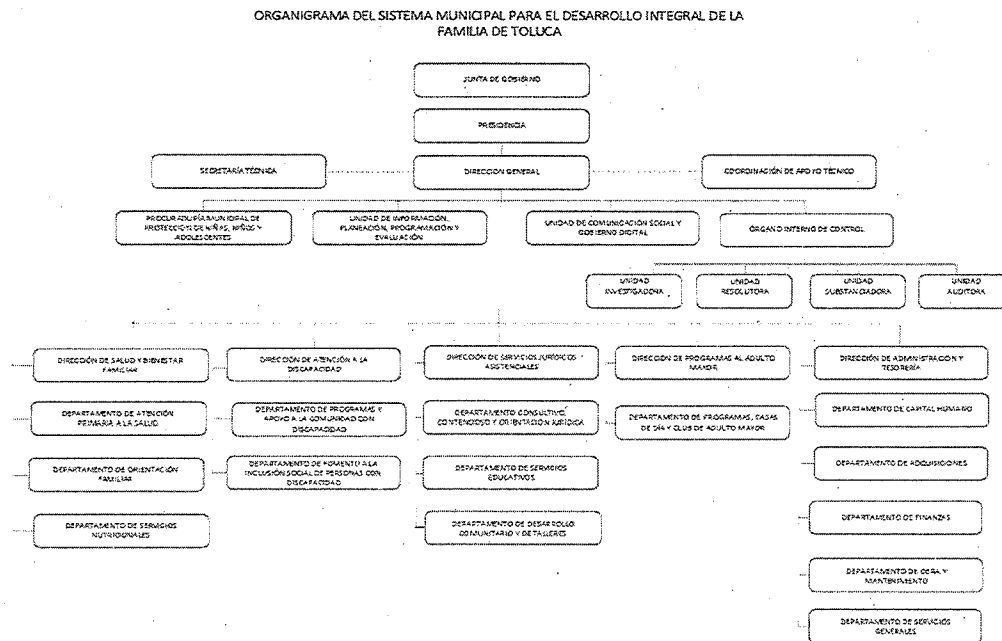 ORGANIGRAMA DEL SISTEMA MUNICIPAL PARA EL DESARROLLO INTEGRAL DE LA
FAMILIA DE TOLUCA
JUNTA DE GOBIERNO
PRESIDENCIA
SECRETARÍA TÉCNICA
DIRECCION GENERAL
COORDINACIÓN DE APOYO TÉCNICO
PROCURADURÍA MUNICIPAL DE
PROTECCIÓN DE NIÑAS, NIÑOS Y
ADOLESCENTES
UNIDAD DE INFORMACIÓN,
PLANEACIÓN, PROGRAMACIÓN Y
EVALUACIÓN
UNIDAD DE COMUNICACIÓN SOCIAL Y
GOBIERNO DIGITAL
ÓRGANO INTERNO DE CONTROL
UNIDAD
INVESTIGADORA
UNIDAD
RESOLUTORA
UNIDAD
SUBSTANCIADORA
UNIDAD
AUDITORA
DIRECCIÓN DE SALUD Y BIENESTAR
FAMILIAR
DIRECCIÓN DE ATENCIÓN A LA
DISCAPACIDAD
DIRECCIÓN DE SERVICIOS JURÍDICOS
ASISTENCIALES
DIRECCIÓN DE PROGRAMAS AL ADULTO
MAYOR
DIRECCIÓN DE ADMINISTRACIÓN Y
TESORERÍA
DEPARTAMENTO DE ATENCIÓN
PRIMARIA A LA SALUD
DEPARTAMENTO DE PROGRAMAS Y
APOYO A LA COMUNIDAD CON
DISCAPACIDAD
DEPARTAMENTO CONSULTIVO,
CONTENCIOSO Y ORIENTACIÓN JURÍDICA
DEPARTAMENTO DE PROGRAMAS, CASAS
DE DÍA Y CLUB DE ADULTO MAYOR
DEPARTAMENTO DE CAPITAL HUMANO
DEPARTAMENTO DE ORIENTACIÓN
FAMILIAR
DEPARTAMENTO DE FOMENTO A LA
INCLUSIÓN SOCIAL DE PERSONAS CON
DISCAPACIDAD
DEPARTAMENTO DE SERVICIOS
EDUCATIVOS
DEPARTAMENTO DE ADQUISICIONES
DEPARTAMENTO DE SERVICIOS
NUTRICIONALES
DEPARTAMENTO DE DESARROLLO
COMUNITARIO Y DE TALLERES
DEPARTAMENTO DE FINANZAS
DEPARTAMENTO DE OBRA Y
MANTENIMIENTO
DEPARTAMENTO DE SERVICIOS
GENERALES